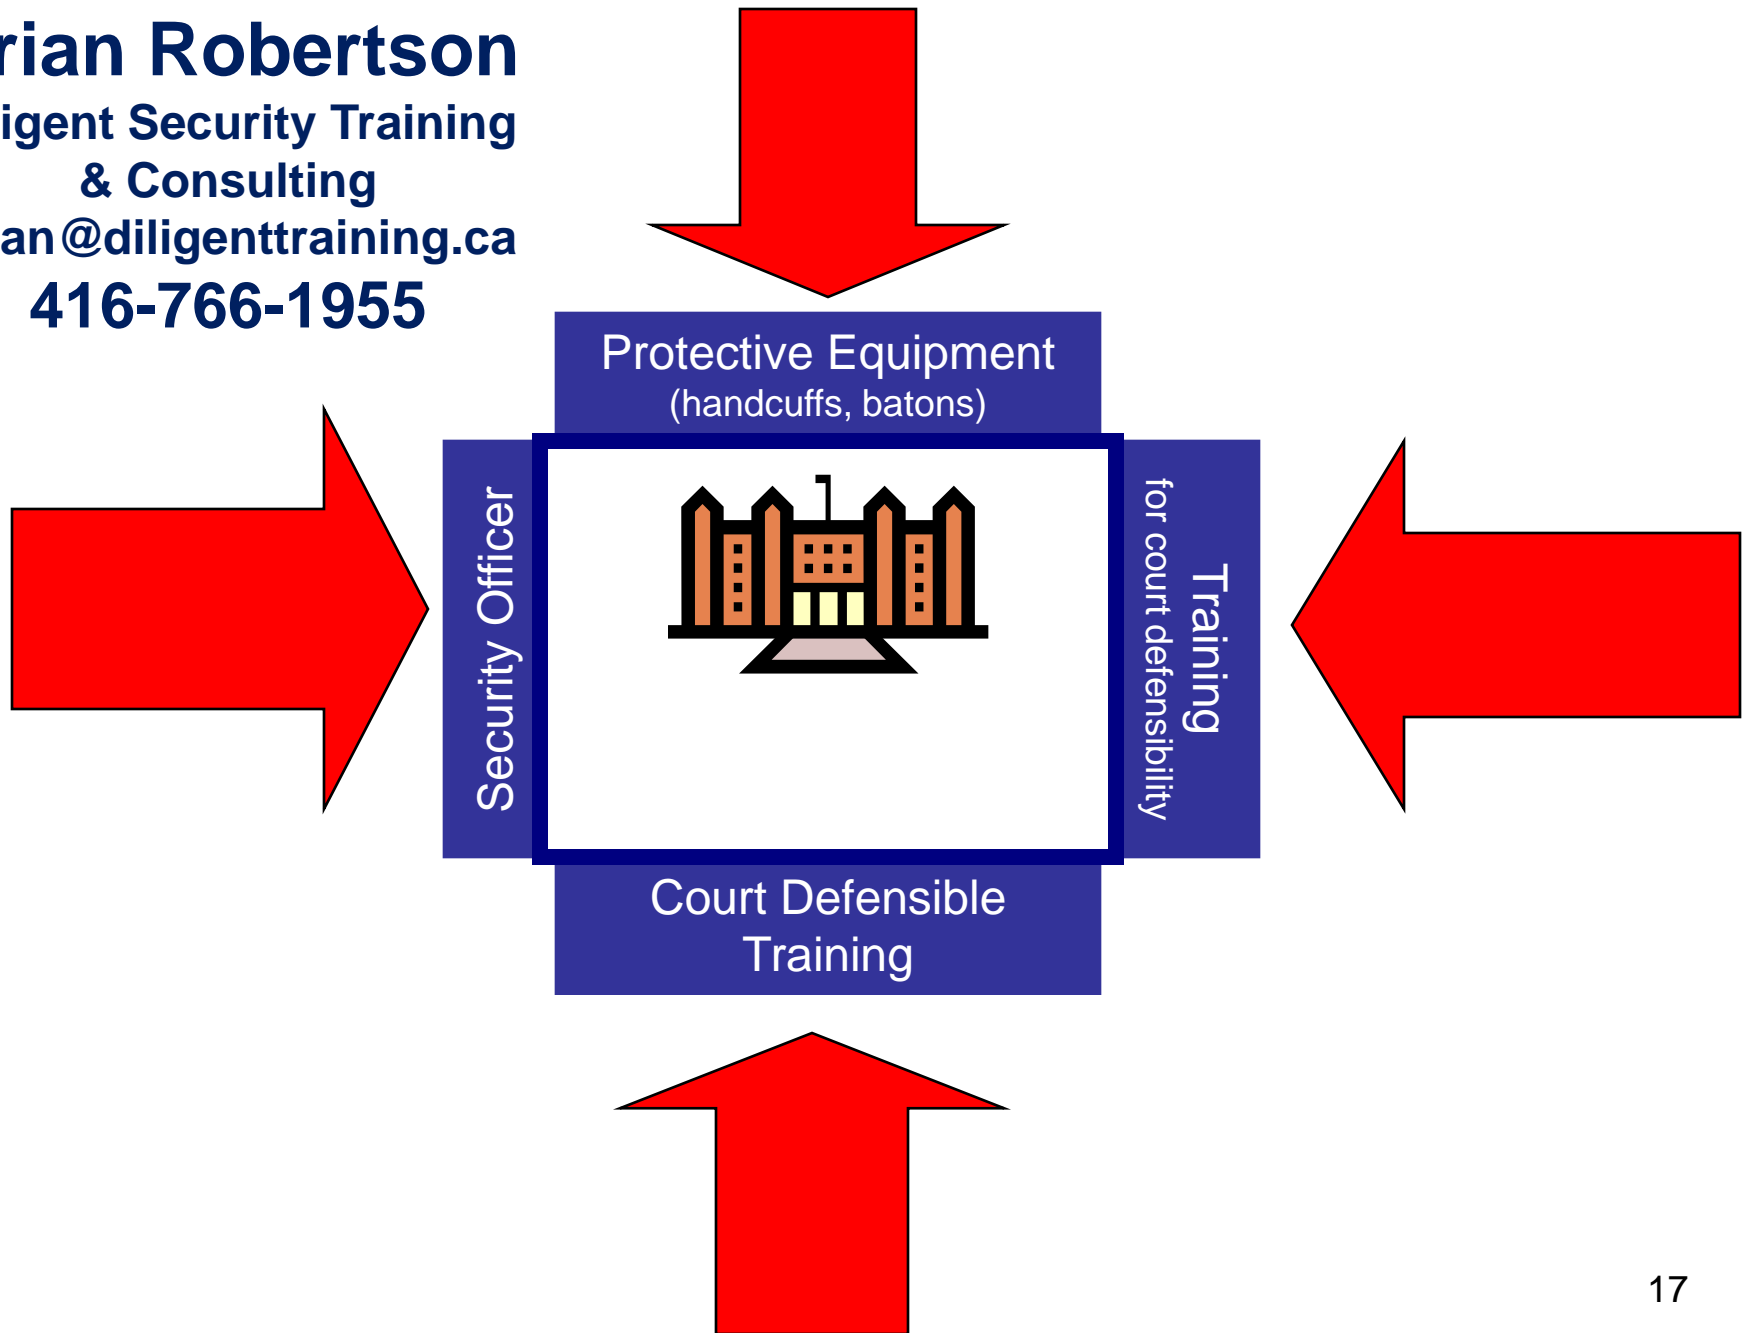 rian Robertson
igent Security Training
& Consulting
an@diligenttraining.ca
416-766-1955
Protective Equipment
(handcuffs, batons)
Security Officer
Training
for court defensibility
Court Defensible
Training
17